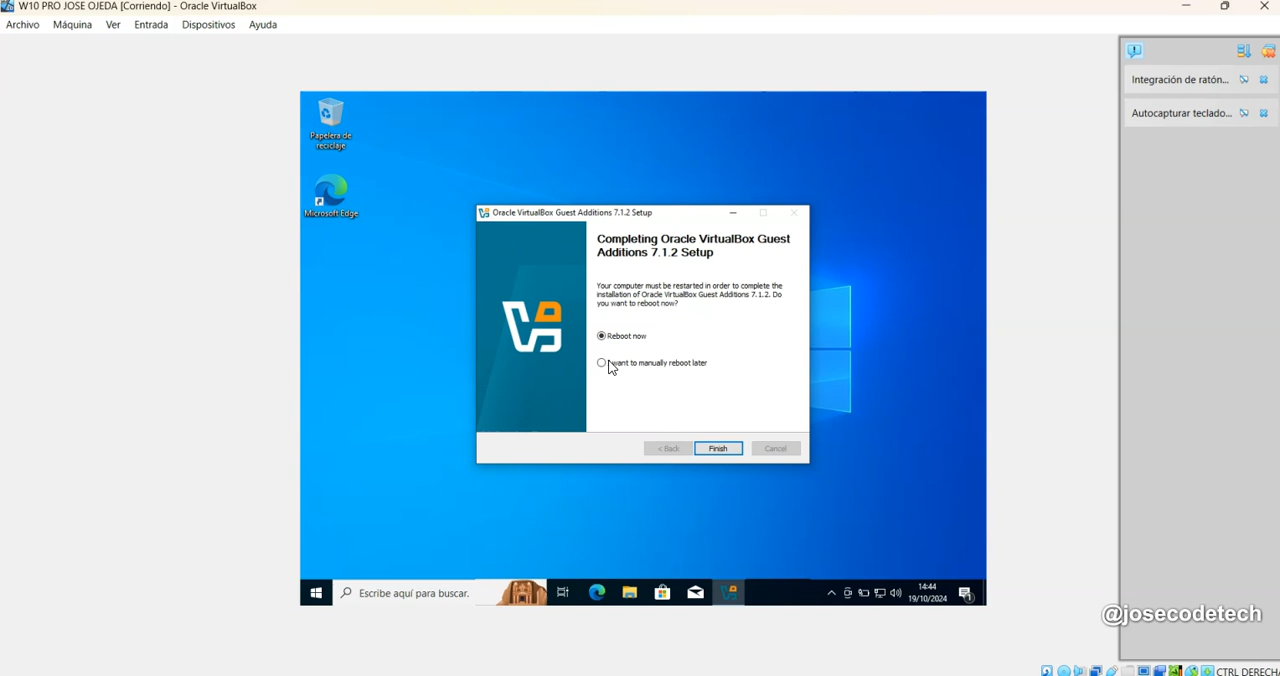 W10 PRO JOSE OJEDA [Corriendo] - Oracle VirtualBox
Archivo Máquina Ver Entrada Dispositivos Ayuda
Integración de ratón...
Autocapturar teclado...
Papelera de
reciclaje
Microsoft Edge
Oracle VirtualBox Guest Additions 7.1.2 Setup
Completing Oracle VirtualBox Guest
Additions 7.1.2 Setup
Your computer must be restarted in order to complete the
installation of Oracle VirtualBox Guest Additions 7.1.2. Do
you want to reboot now?
Reboot now
want to manually reboot later
< Back Finish Cancel
Escribe aquí para buscar.
14:44
19/10/2024
1
@josecodetech
CTRL DERECHA